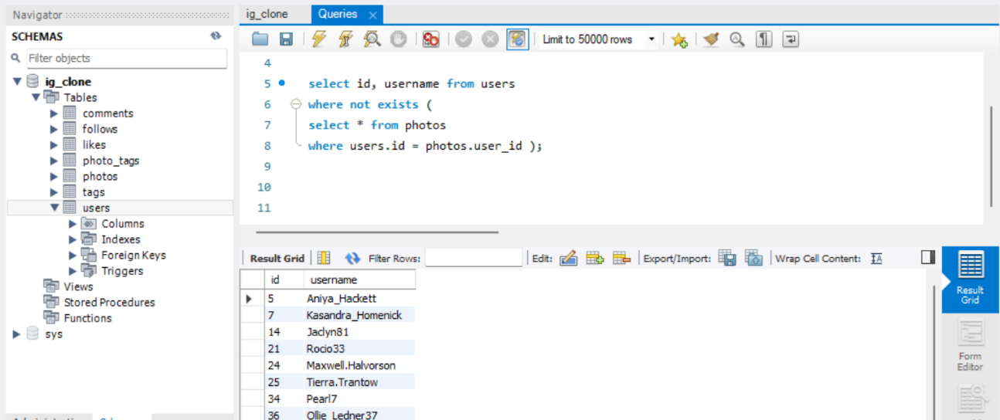 Navigator
SCHEMAS
Filter objects
ig_clone
Tables
comments
follows
likes
photo_tags
photos
tags
users
Columns
Indexes
Foreign Keys
Triggers
Views
Stored Procedures
Functions
sys
ig_clone Queries
Limit to 50000 rows
4
5 select id, username from users
6 where not exists (
7 select * from photos
8 where users.id = photos.user_id );
9
10
11
Result Grid Filter Rows: Edit: Export/Import: Wrap Cell Content:
id username
5 Aniya_Hackett
7 Kasandra_Homenick
14 Jaclyn81
21 Rocio33
24 Maxwell.Halvorson
25 Tierra.Trantow
34 Pearl7
36 Ollie_Ledner37
Result
Grid
Form
Editor